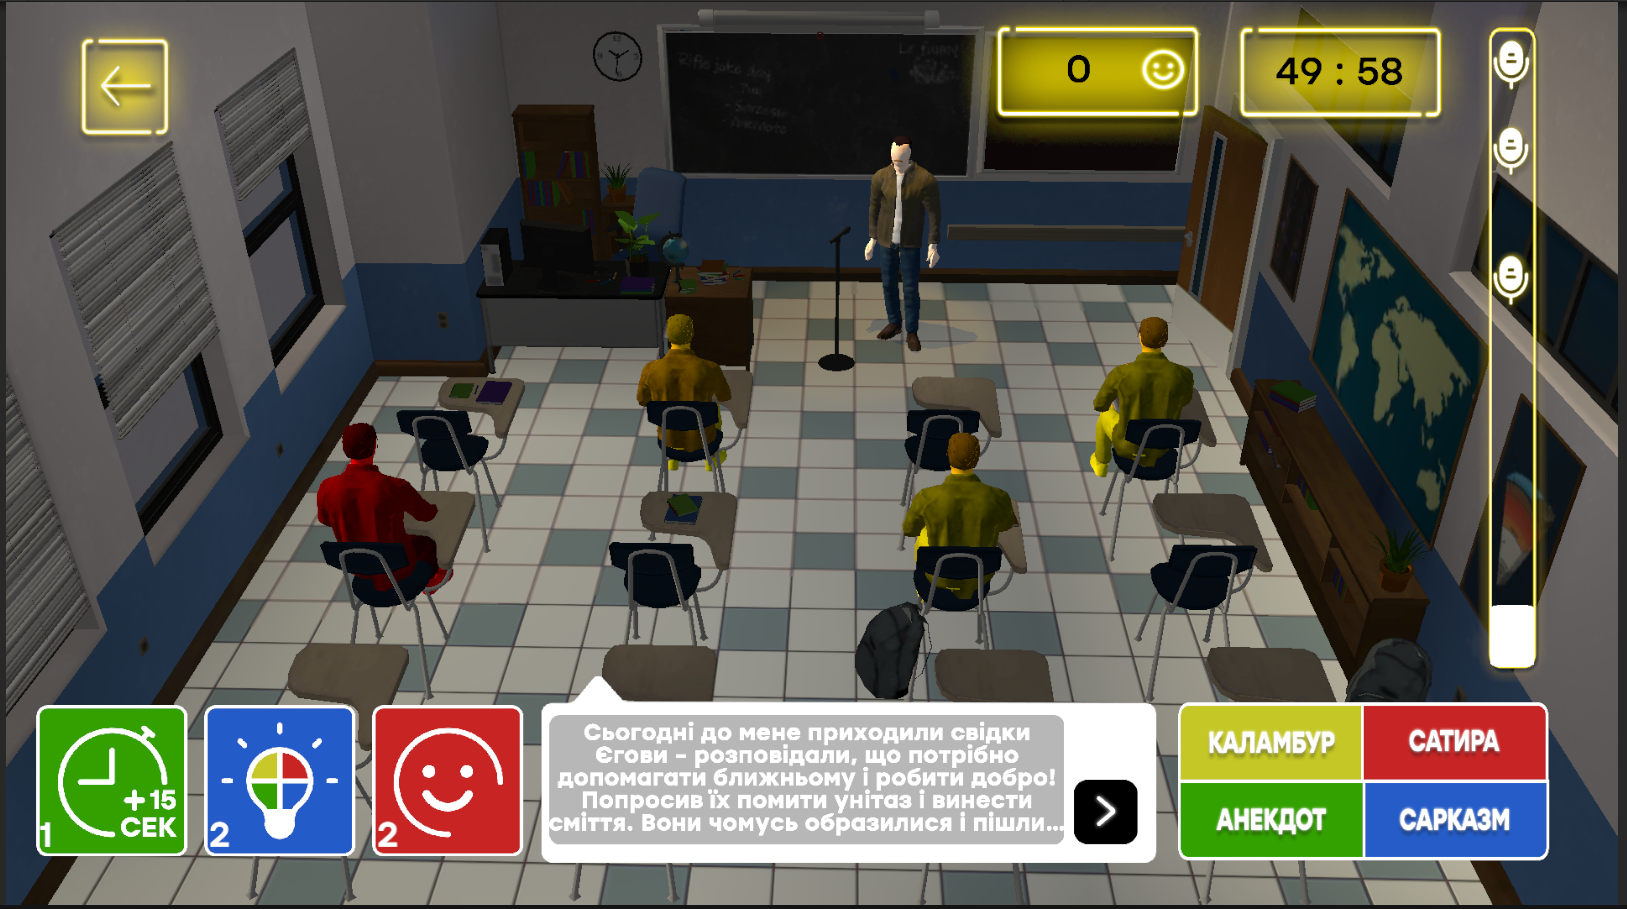 0
49 : 58
Сьогодні до мене приходили свідки
Єгови - розповідали, що потрібно
допомагати ближньому і робити добро!
Попросив їх помити унітаз і винести
сміття. Вони чомусь образилися і пішли...
+ 15
СЕК
1
2
2
КАЛАМБУР
САТИРА
АНЕКДОТ
САРКАЗМ